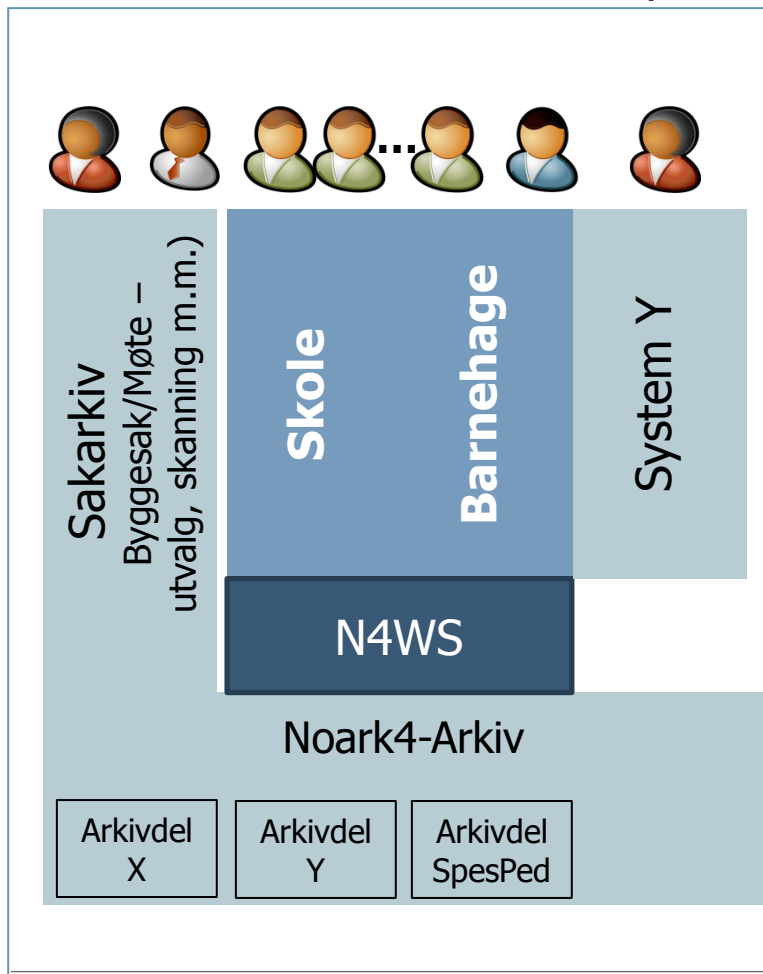 ...
Sakarkiv
Byggesak/Møte –
utvalg, skanning m.m.)
Skole
Barnehage
System Y
N4WS
Noark4-Arkiv
Arkivdel
X
Arkivdel
Y
Arkivdel
SpesPed